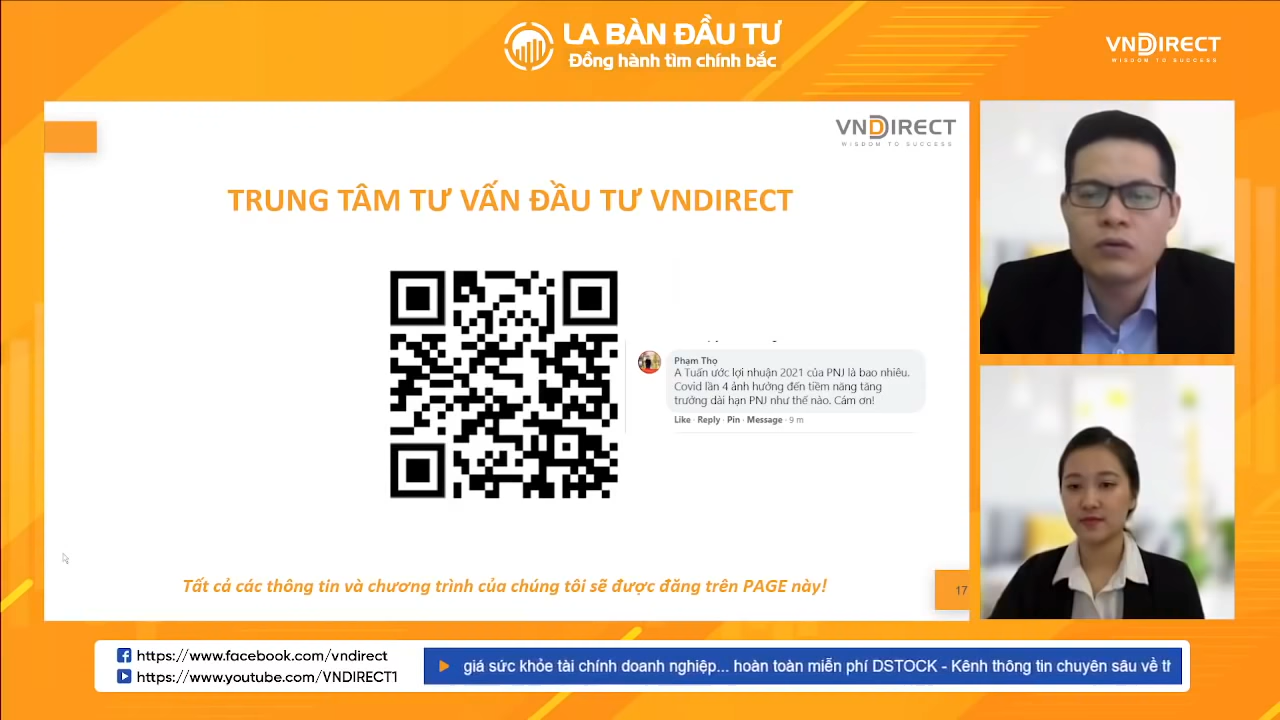 LA BÀN ĐẦU TƯ
Đồng hành tìm chính bắc
VNDIRECT
WISDOM TO SUCCESS
VNDIRECT
WISDOM TO SUCCESS
TRUNG TÂM TƯ VẤN ĐẦU TƯ VNDIRECT
Phạm Thọ
A Tuấn ước lợi nhuận 2021 của PNJ là bao nhiêu.
Covid lần 4 ảnh hưởng đến tiềm năng tăng
trưởng dài hạn PNJ như thế nào. Cám ơn!
Like · Reply · Pin · Message · 9 m
Tất cả các thông tin và chương trình của chúng tôi sẽ được đăng trên PAGE này!
17
https://www.facebook.com/vndirect
https://www.youtube.com/VNDIRECT1
giá sức khỏe tài chính doanh nghiệp... hoàn toàn miễn phí DSTOCK - Kênh thông tin chuyên sâu về